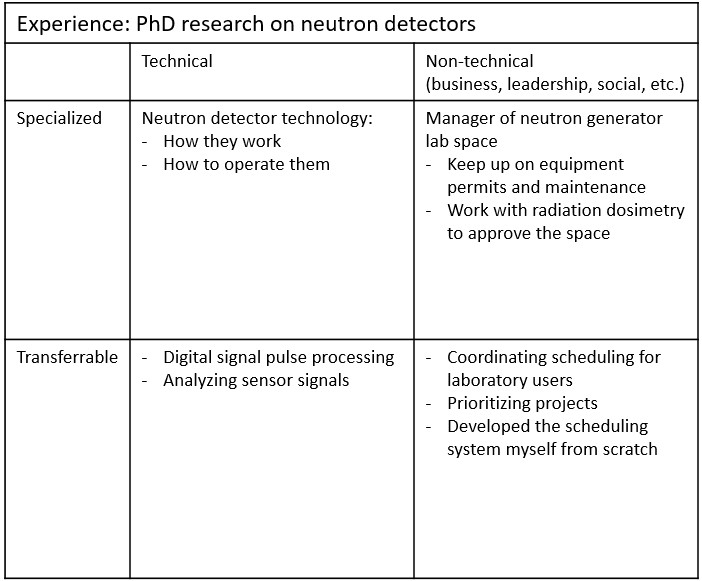 Experience: PhD research on neutron detectors
Technical
Non-technical
(business, leadership, social, etc.)
Specialized
Neutron detector technology:
- How they work
- How to operate them
Manager of neutron generator
lab space
- Keep up on equipment
permits and maintenance
- Work with radiation dosimetry
to approve the space
Transferrable
- Digital signal pulse processing
- Analyzing sensor signals
- Coordinating scheduling for
laboratory users
- Prioritizing projects
- Developed the scheduling
system myself from scratch